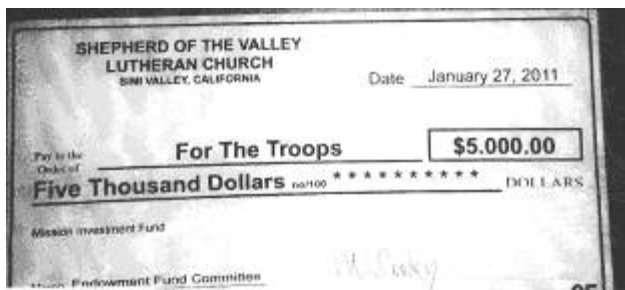 SHEPHERD OF THE VALLEY
LUTHERAN CHURCH
SIMI VALLEY, CALIFORNIA
Date January 27, 2011
Pay to the
Order of For The Troops $5.000.00
Five Thousand Dollars no/100 * * * * * * * * * * DOLLARS
Mission Investment Fund
Endowment Fund Committee